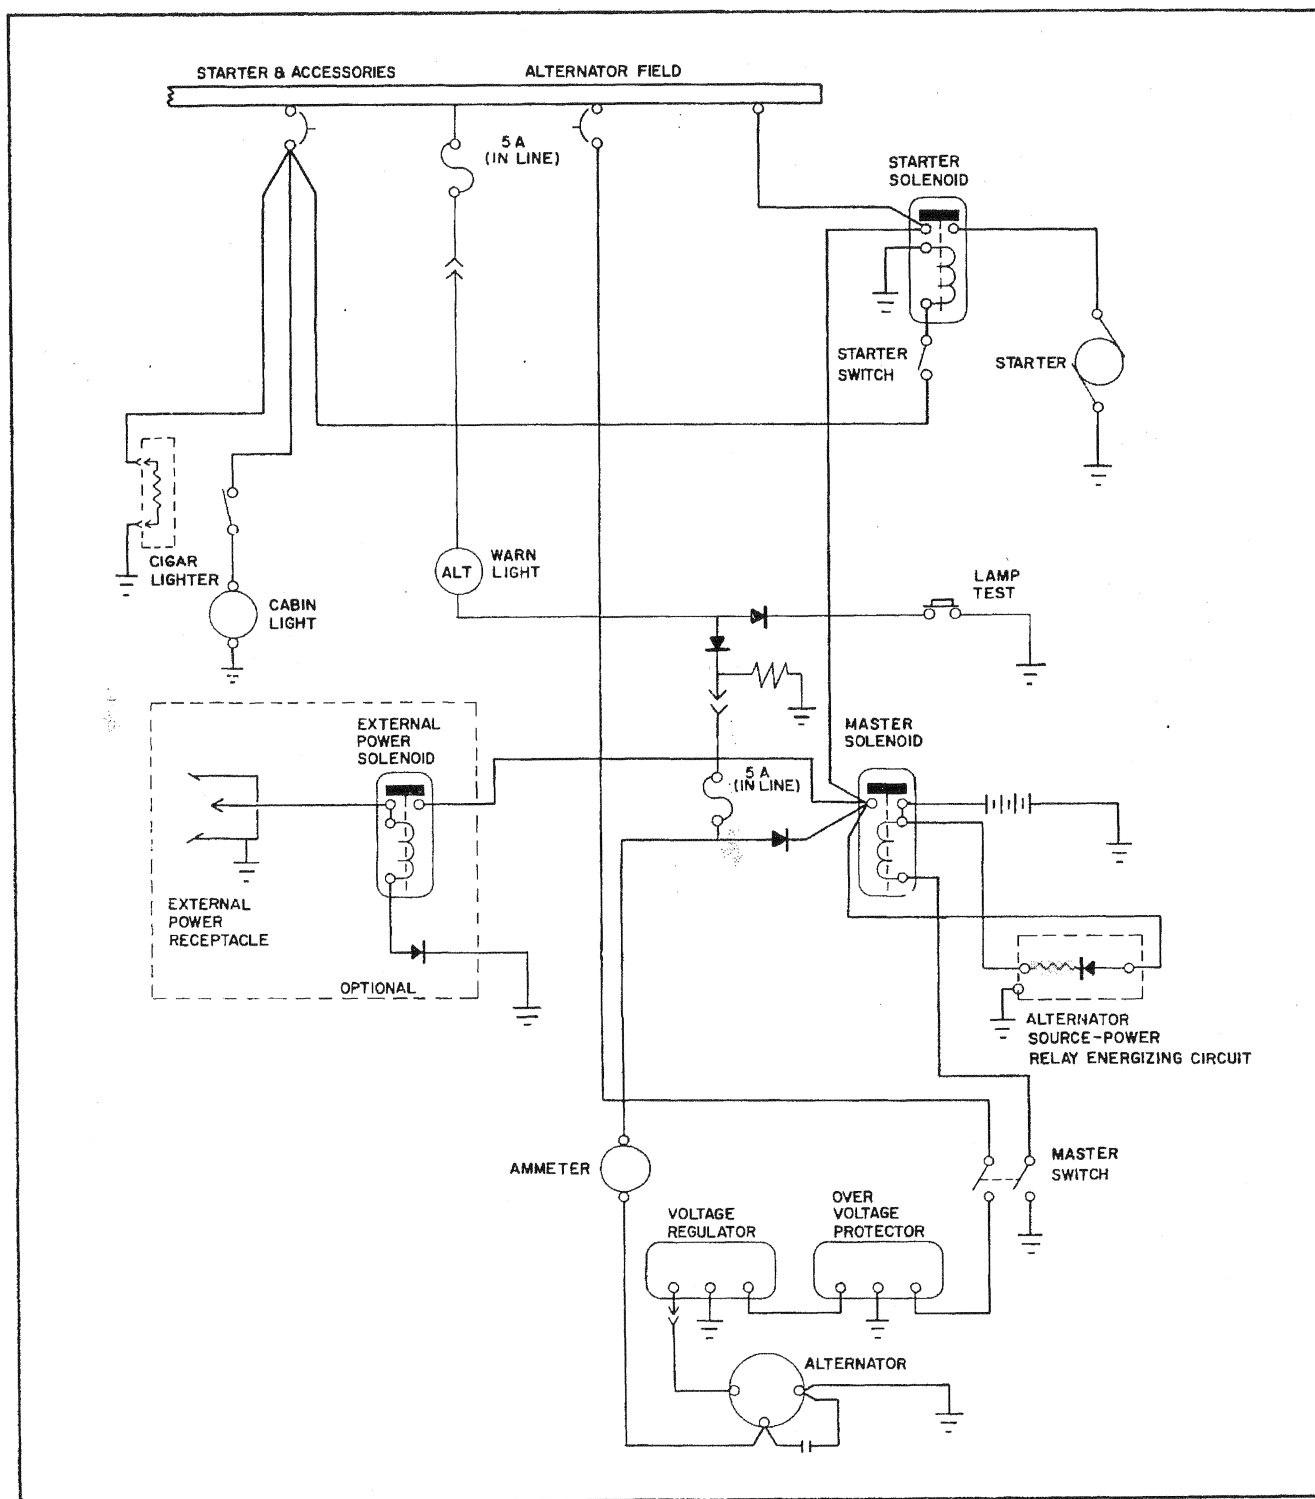 STARTER & ACCESSORIES
ALTERNATOR FIELD
5 A
(IN LINE)
STARTER
SOLENOID
STARTER
SWITCH
STARTER
CIGAR
LIGHTER
CABIN
LIGHT
ALT
WARN
LIGHT
LAMP
TEST
EXTERNAL
POWER
SOLENOID
MASTER
SOLENOID
5 A
(IN LINE)
EXTERNAL
POWER
RECEPTACLE
OPTIONAL
ALTERNATOR
SOURCE-POWER
RELAY ENERGIZING CIRCUIT
AMMETER
MASTER
SWITCH
VOLTAGE
REGULATOR
OVER
VOLTAGE
PROTECTOR
ALTERNATOR